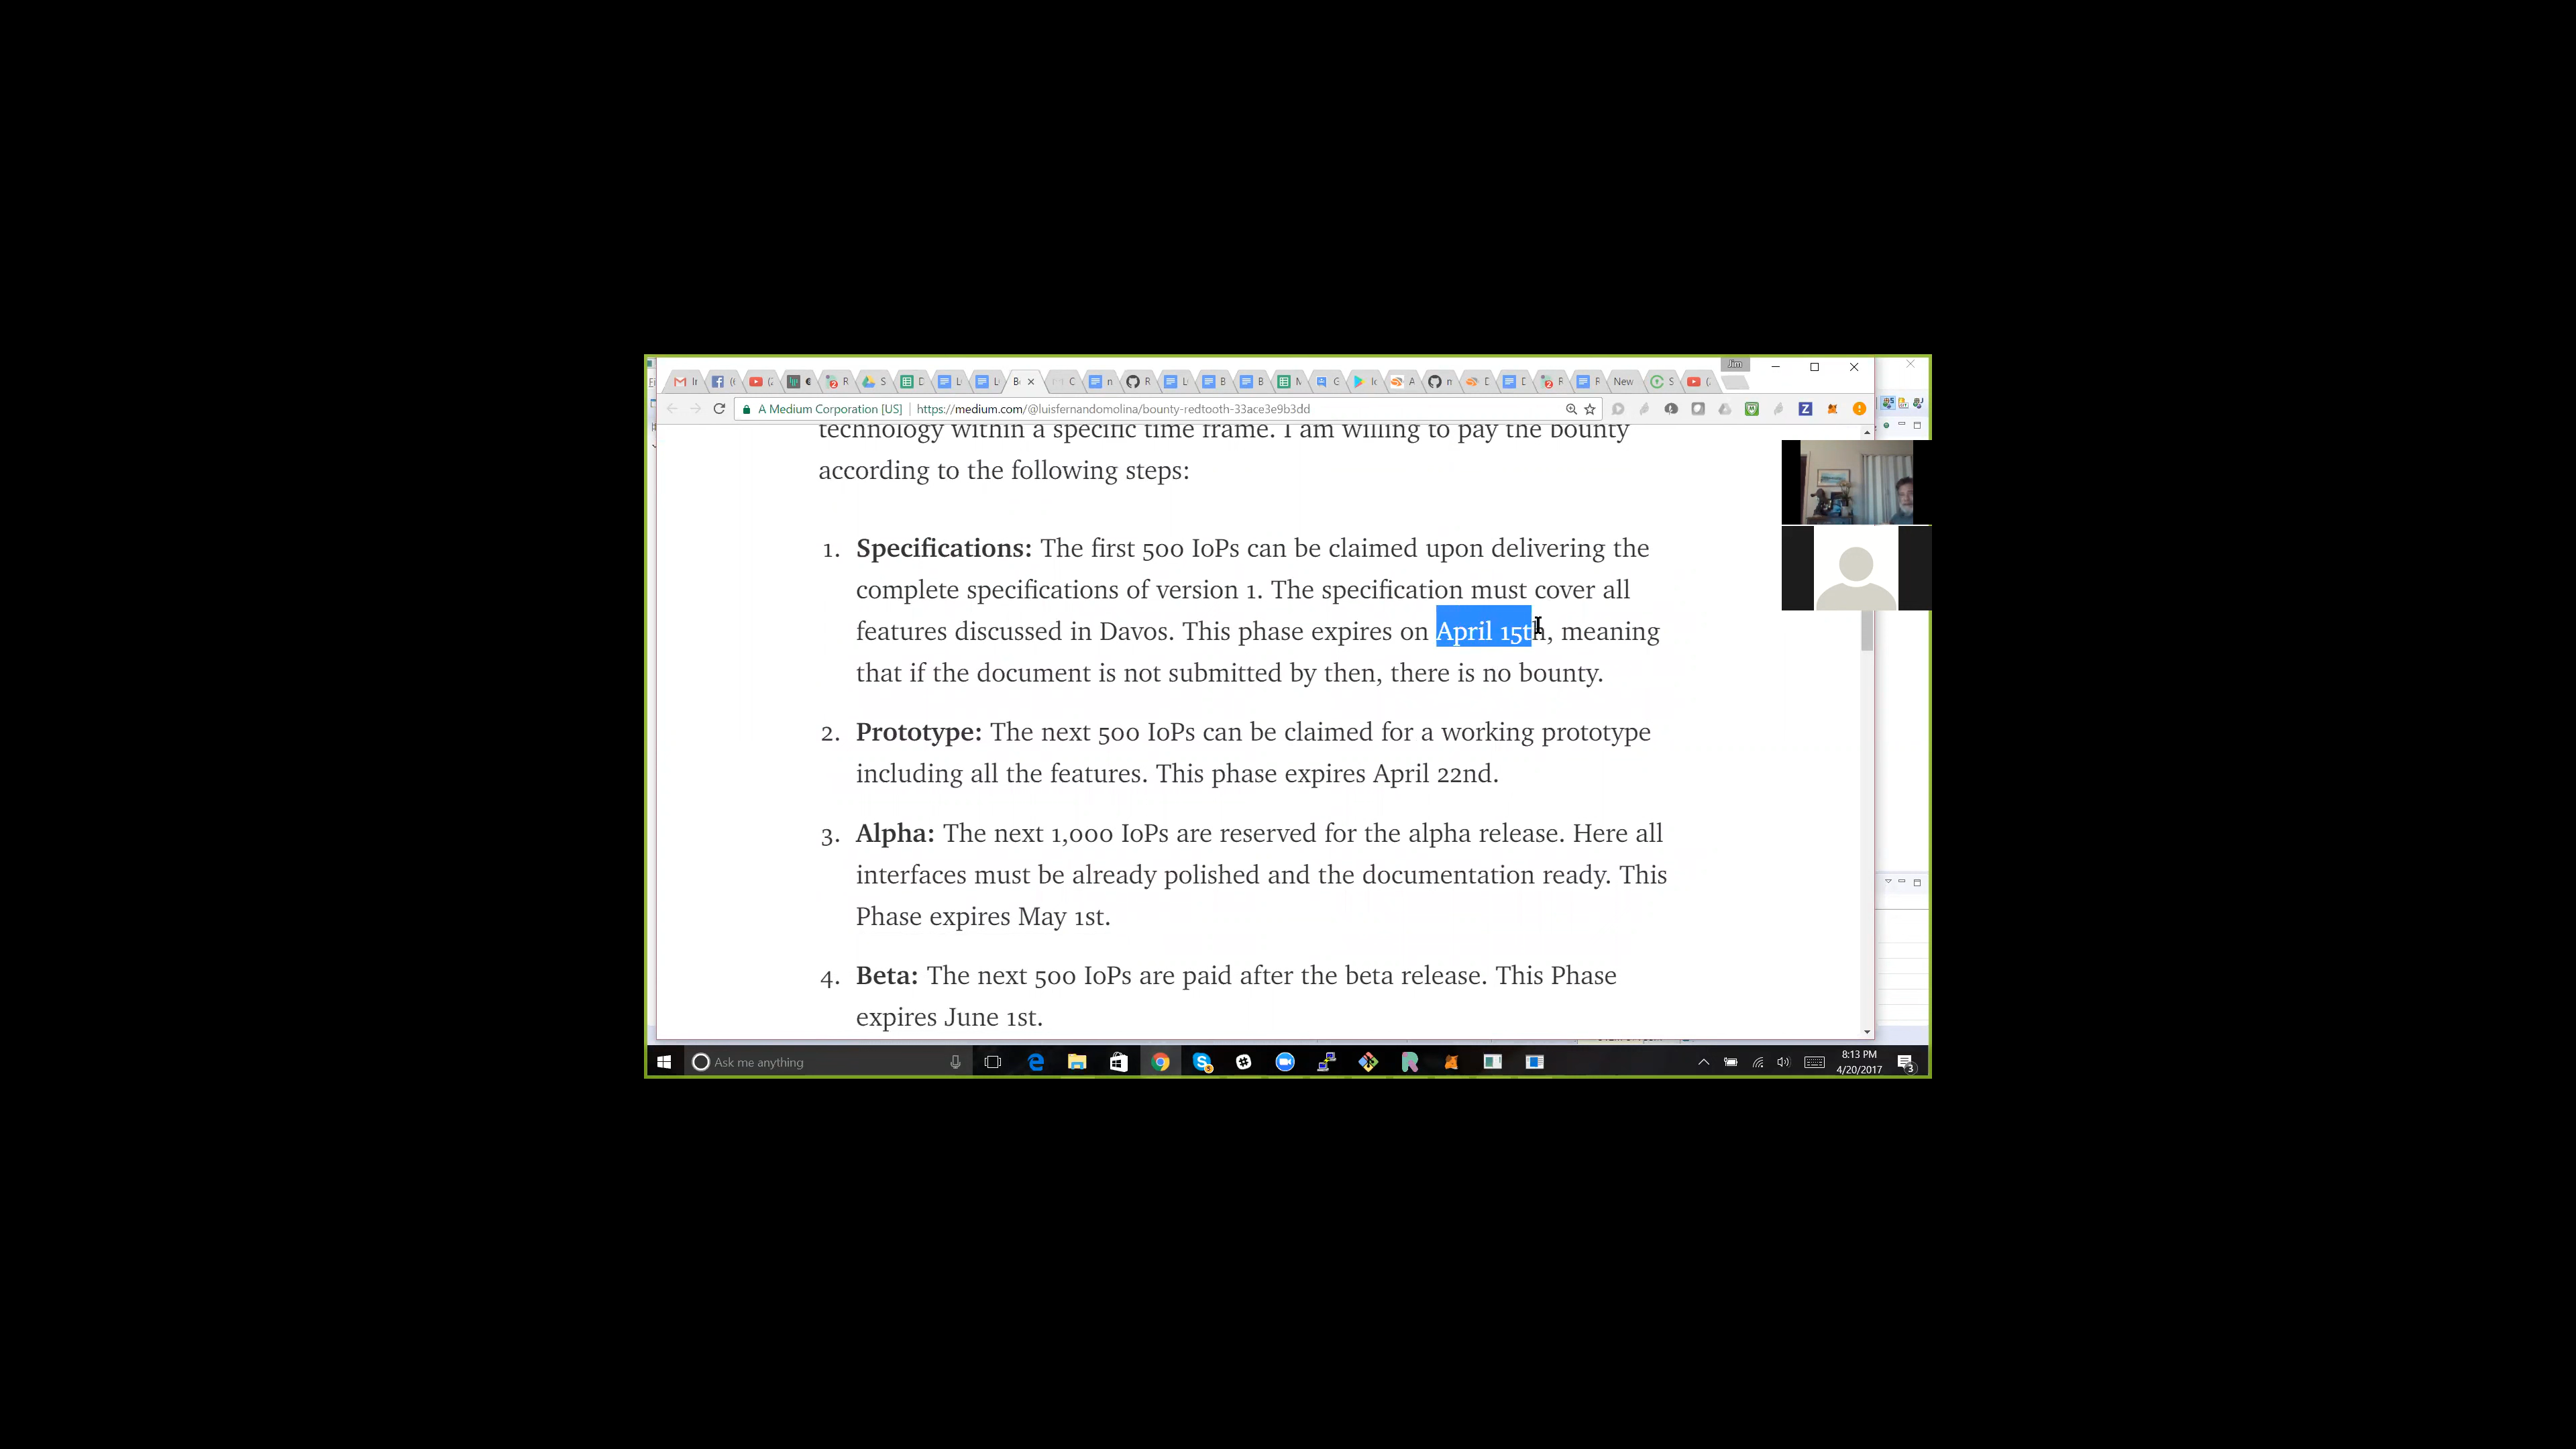 Jim
A Medium Corporation [US] https://medium.com/@luisfernandomolina/bounty-redtooth-33ace3e9b3dd
technology within a specific time frame. I am willing to pay the bounty
according to the following steps:
1. Specifications: The first 500 IoPs can be claimed upon delivering the
complete specifications of version 1. The specification must cover all
features discussed in Davos. This phase expires on April 15th, meaning
that if the document is not submitted by then, there is no bounty.
2. Prototype: The next 500 IoPs can be claimed for a working prototype
including all the features. This phase expires April 22nd.
3. Alpha: The next 1,000 IoPs are reserved for the alpha release. Here all
interfaces must be already polished and the documentation ready. This
Phase expires May 1st.
4. Beta: The next 500 IoPs are paid after the beta release. This Phase
expires June 1st.
Ask me anything
8:13 PM
4/20/2017
3